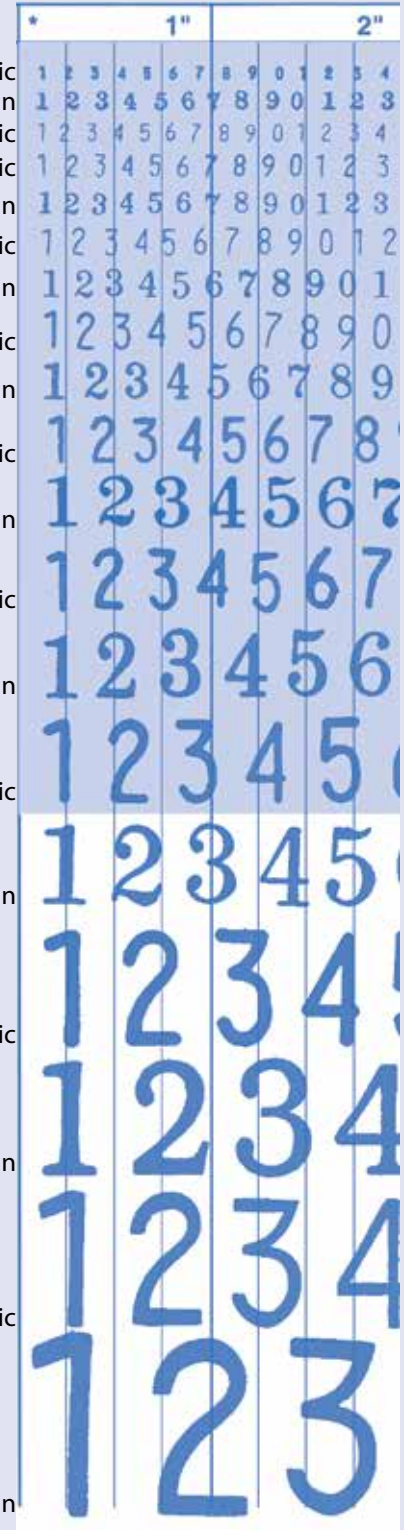 * 1" 2"
ic 1 2 3 4 5 6 7 8 9 0 1 2 3 4
n 1 2 3 4 5 6 7 8 9 0 1 2 3
ic 1 2 3 4 5 6 7 8 9 0 1 2 3 4
ic 1 2 3 4 5 6 7 8 9 0 1 2 3
n 1 2 3 4 5 6 7 8 9 0 1 2 3
ic 1 2 3 4 5 6 7 8 9 0 1 2
n 1 2 3 4 5 6 7 8 9 0 1
ic 1 2 3 4 5 6 7 8 9 0
n 1 2 3 4 5 6 7 8 9
ic 1 2 3 4 5 6 7 8
n 1 2 3 4 5 6 7
ic 1 2 3 4 5 6 7
n 1 2 3 4 5 6
ic 1 2 3 4 5
n 1 2 3 4 5
ic 1 2 3 4
n 1 2 3 4
ic 1 2 3 4
n 1 2 3